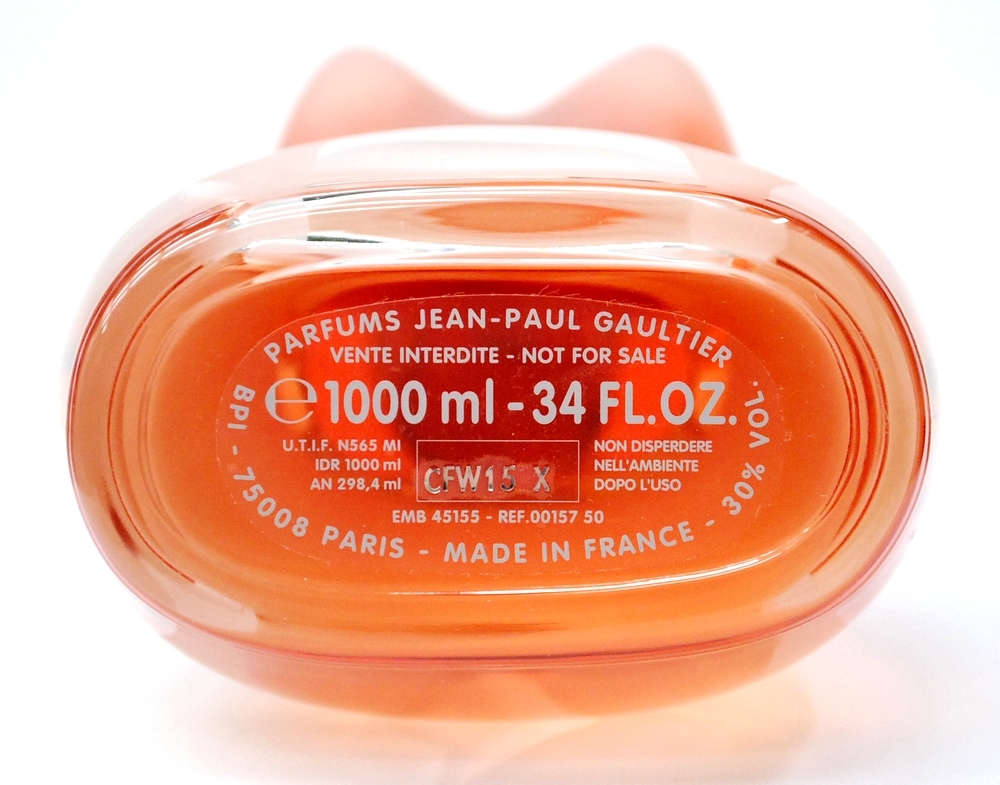 PARFUMS JEAN-PAUL GAULTIER
VENTE INTERDITE - NOT FOR SALE
℮ 1000 ml - 34 FL.OZ.
U.T.I.F. N565 MI
IDR 1000 ml
AN 298,4 ml
CFW15 X
NON DISPERDERE
NELL'AMBIENTE
DOPO L'USO
EMB 45155 - REF.00157 50
BPI - 75008 PARIS - MADE IN FRANCE - 30% VOL.